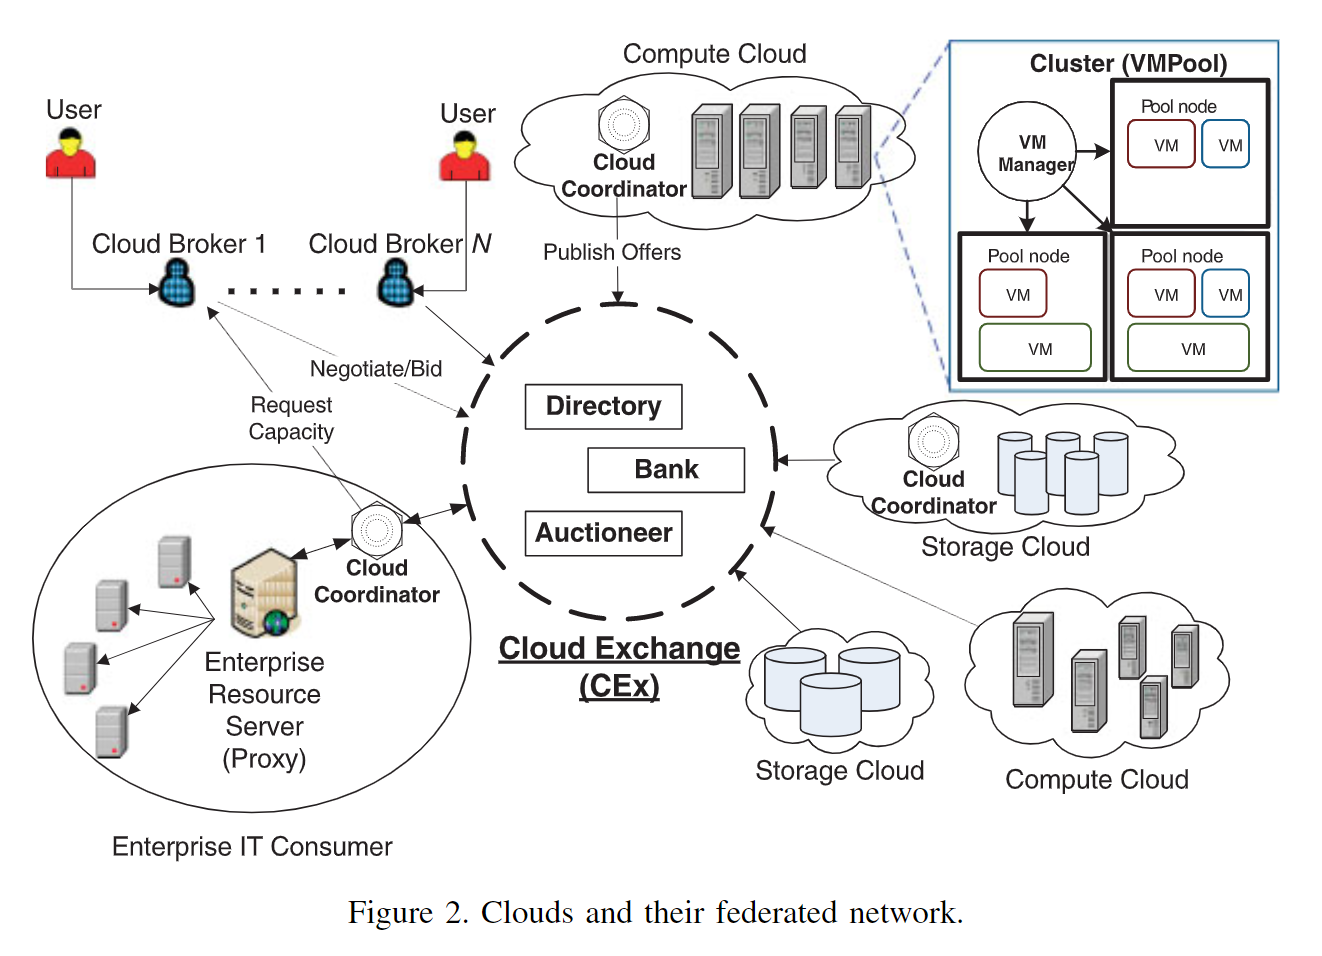 Compute Cloud
User
User
Cloud
Coordinator
Cluster (VMPool)
VM
Manager
Pool node
VM
VM
Pool node
VM
VM
Pool node
VM
VM
VM
Cloud Broker 1
Cloud Broker N
Publish Offers
Negotiate/Bid
Request
Capacity
Directory
Bank
Auctioneer
Cloud Exchange
(CEx)
Cloud
Coordinator
Storage Cloud
Cloud
Coordinator
Enterprise
Resource
Server
(Proxy)
Enterprise IT Consumer
Storage Cloud
Compute Cloud
Figure 2. Clouds and their federated network.